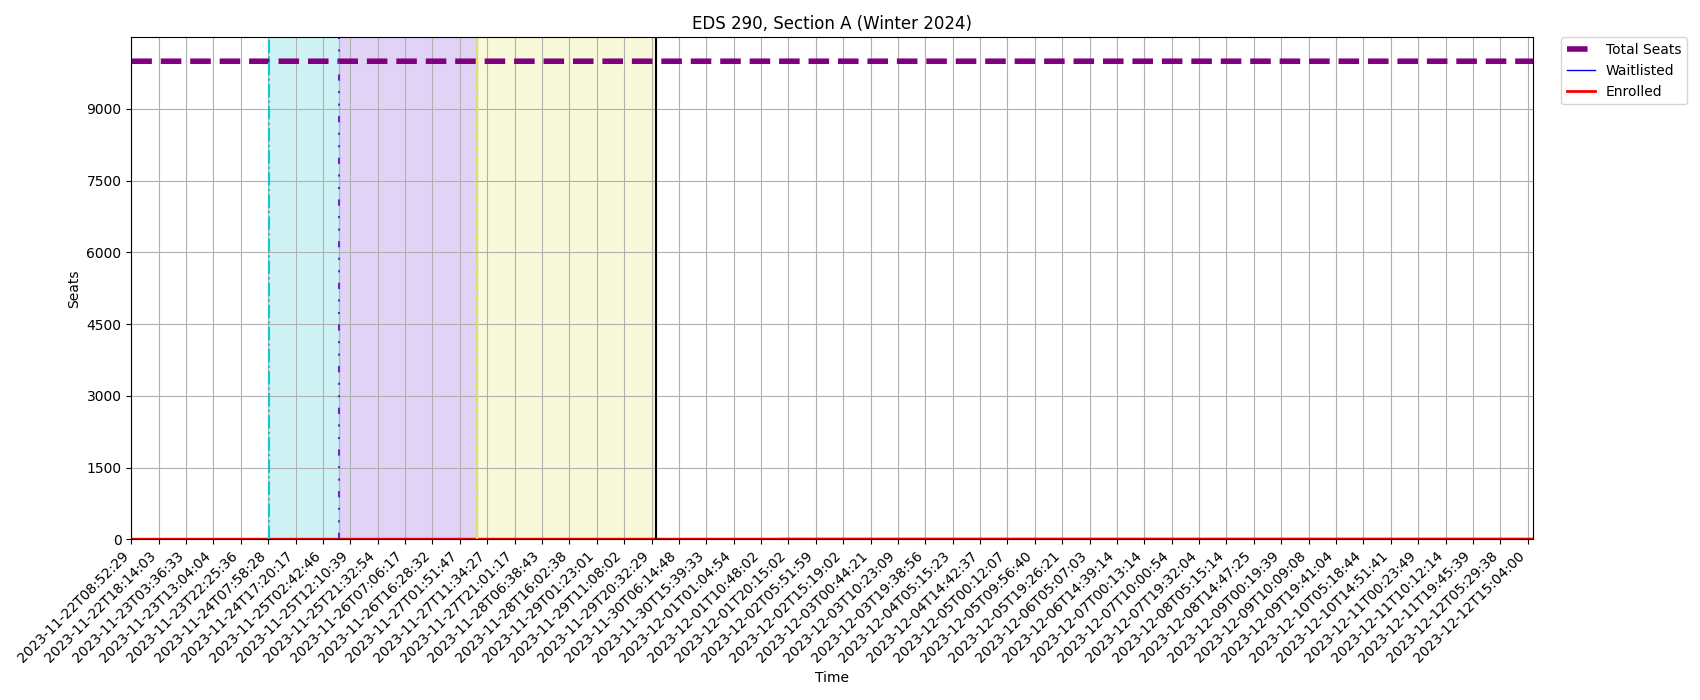 EDS 290, Section A (Winter 2024)
Total Seats
Waitlisted
Enrolled
Seats
9000
7500
6000
4500
3000
1500
0
2023-11-22T08:52:29
2023-11-22T18:14:03
2023-11-23T03:36:33
2023-11-23T13:04:04
2023-11-23T22:25:36
2023-11-24T07:58:28
2023-11-24T17:20:17
2023-11-25T02:42:46
2023-11-25T12:10:39
2023-11-25T21:32:54
2023-11-26T07:06:17
2023-11-26T16:28:32
2023-11-27T01:51:47
2023-11-27T11:34:27
2023-11-27T21:01:17
2023-11-28T06:38:43
2023-11-28T16:02:38
2023-11-29T01:23:01
2023-11-29T11:08:02
2023-11-29T20:32:29
2023-11-30T06:14:48
2023-11-30T15:39:33
2023-12-01T01:04:54
2023-12-01T10:48:02
2023-12-01T20:15:02
2023-12-02T05:51:59
2023-12-02T15:19:02
2023-12-03T00:44:21
2023-12-03T10:23:09
2023-12-03T19:38:56
2023-12-04T05:15:23
2023-12-04T14:42:37
2023-12-05T00:12:07
2023-12-05T09:56:40
2023-12-05T19:26:21
2023-12-06T05:07:03
2023-12-06T14:39:14
2023-12-07T00:13:14
2023-12-07T10:00:54
2023-12-07T19:32:04
2023-12-08T05:15:14
2023-12-08T14:47:25
2023-12-09T00:19:39
2023-12-09T10:09:08
2023-12-09T19:41:04
2023-12-10T05:18:44
2023-12-10T14:51:41
2023-12-11T00:23:49
2023-12-11T10:12:14
2023-12-11T19:45:39
2023-12-12T05:29:38
2023-12-12T15:04:00
Time